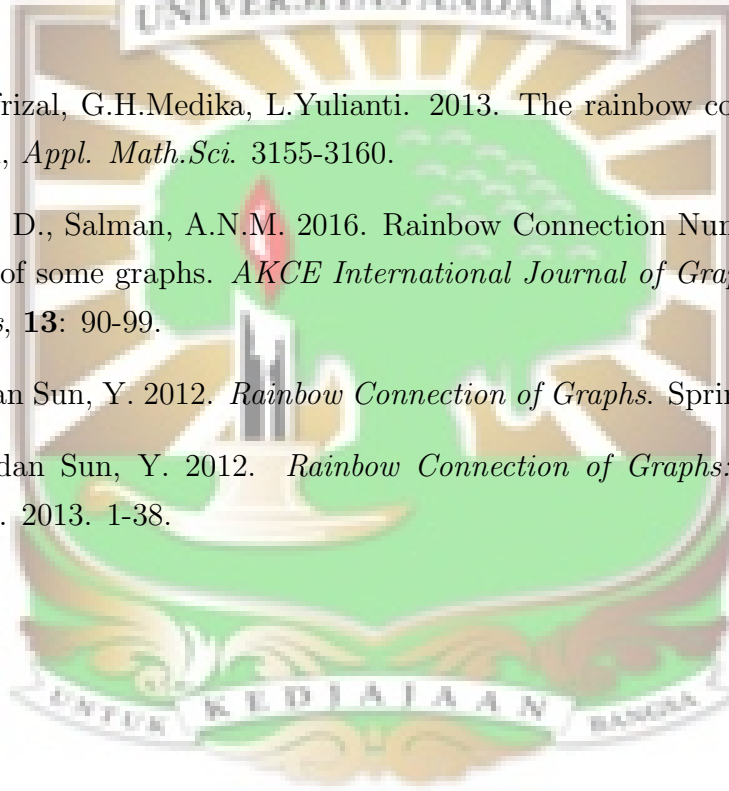 UNIVERSITAS ANDALAS
frizal, G.H.Medika, L.Yulianti. 2013. The rainbow co
, Appl. Math.Sci. 3155-3160.
D., Salman, A.N.M. 2016. Rainbow Connection Nu
of some graphs. AKCE International Journal of Gra
s, 13: 90-99.
an Sun, Y. 2012. Rainbow Connection of Graphs. Sprin
dan Sun, Y. 2012. Rainbow Connection of Graphs:
. 2013. 1-38.
UNTUK KEDJAJAAN BANGSA